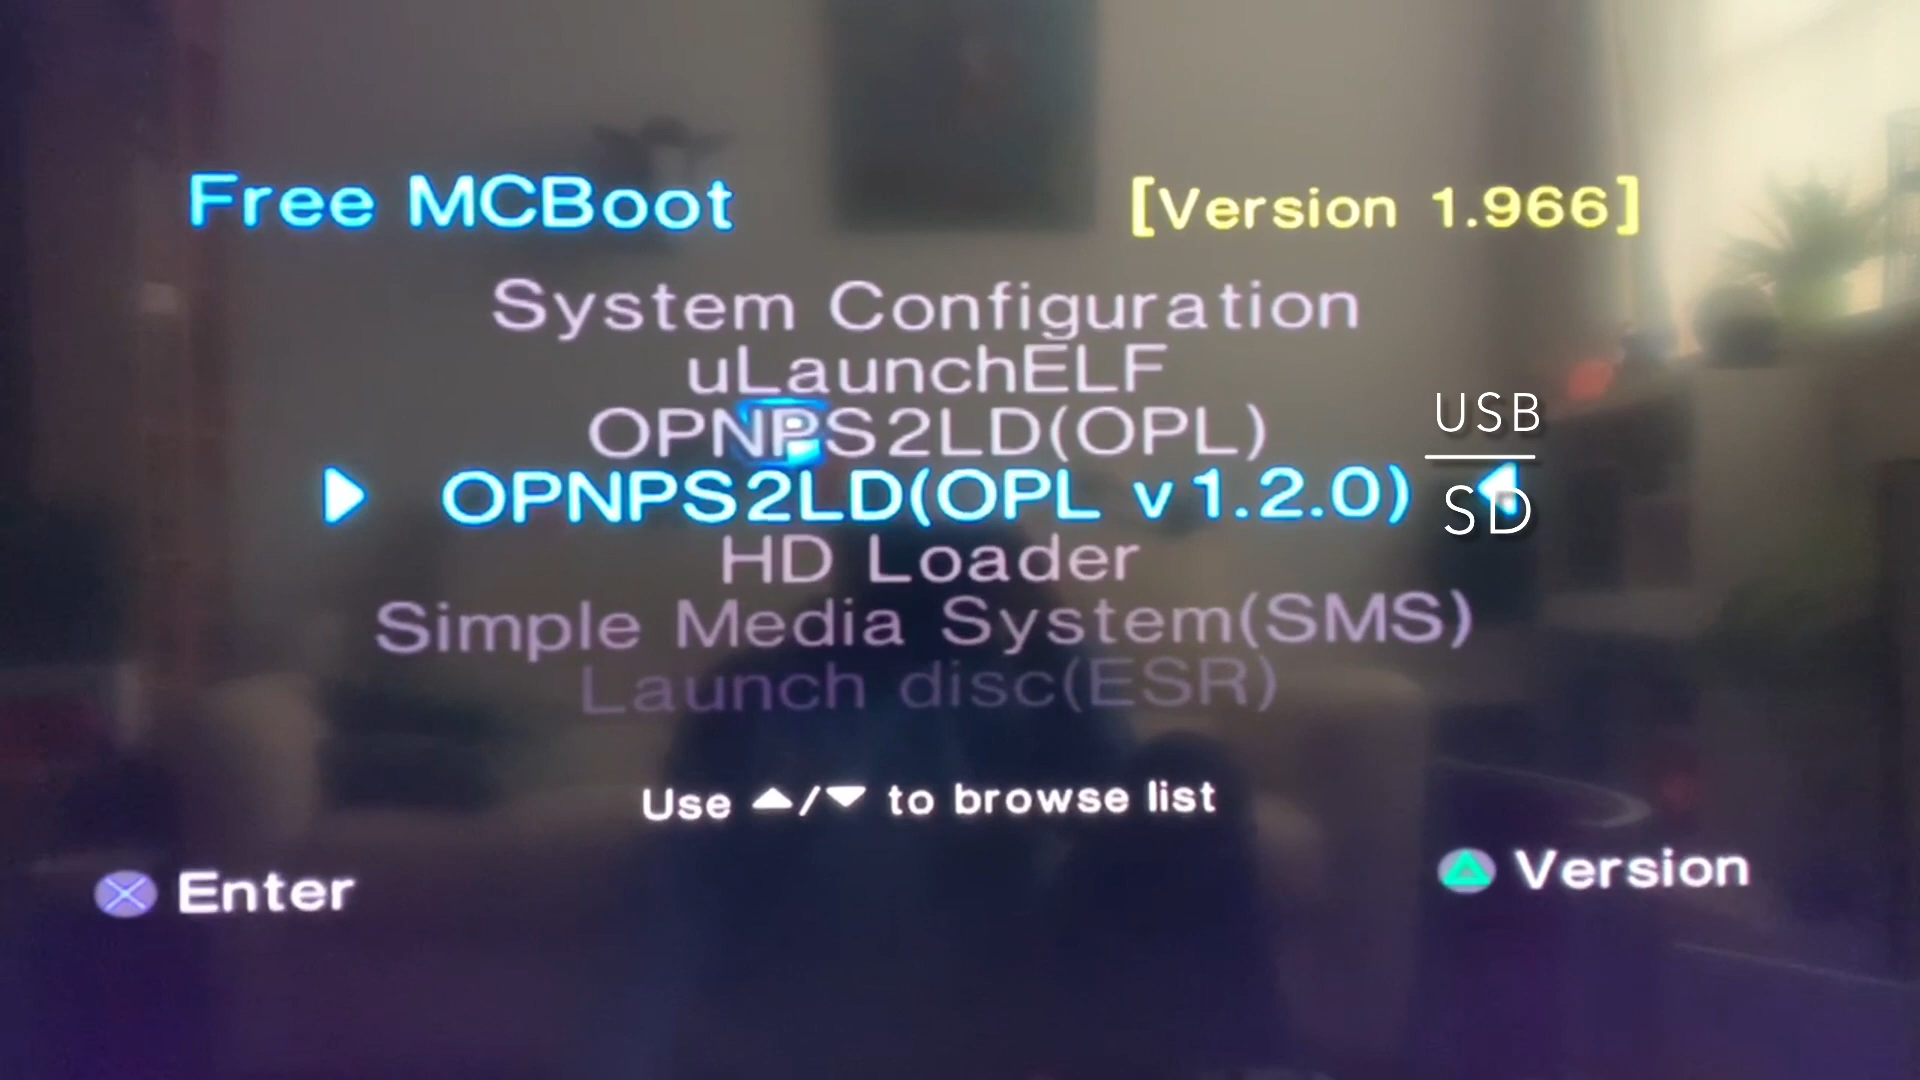 Free MCBoot [Version 1.966]
System Configuration
uLaunchELF
OPNPS2LD(OPL)
USB
OPNPS2LD(OPL v1.2.0)
SD
HD Loader
Simple Media System(SMS)
Launch disc(ESR)
Use ▲/▼ to browse list
Enter
Version